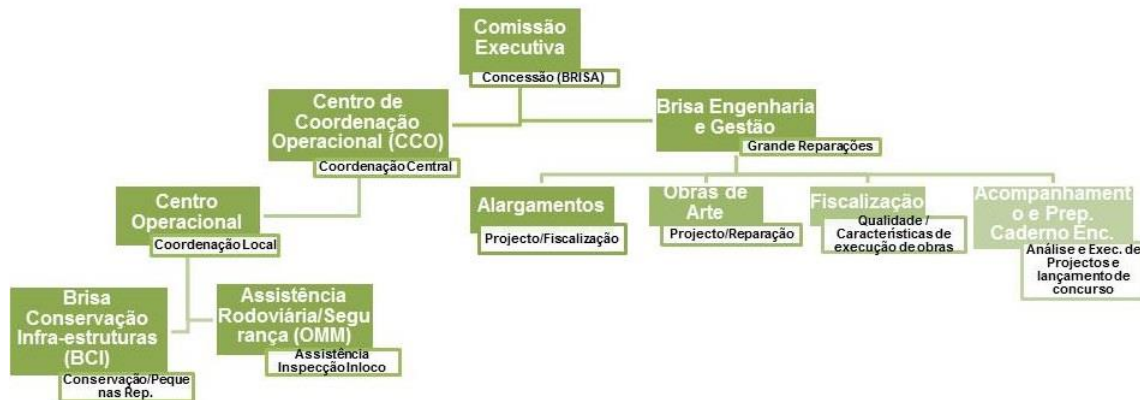 Comissão
Executiva
Concessão (BRISA)
Centro de
Coordenação
Operacional (CCO)
Coordenação Central
Brisa Engenharia
e Gestão
Grande Reparações
Centro
Operacional
Coordenação Local
Alargamentos
Projecto/Fiscalização
Obras de
Arte
Projecto/Reparação
Fiscalização
Qualidade /
Características de
execução de obras
Acompanhament
o e Prep.
Caderno Enc.
Análise e Exec. de
Projectos e
lançamento de
concurso
Brisa
Conservação
Infra-estruturas
(BCI)
Conservação/Peque
nas Rep.
Assistência
Rodoviária/Segu
rança (OMM)
Assistência
Inspecção Inloco